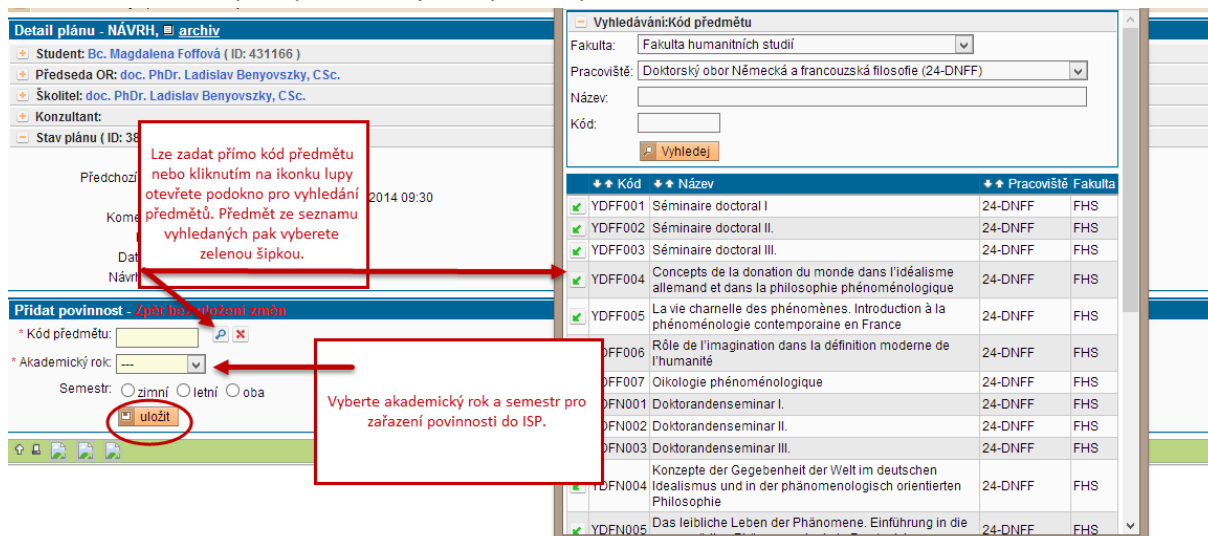 Detail plánu - NÁVRH, archiv
Student: Bc. Magdalena Foffová ( ID: 431166 )
Předseda OR: doc. PhDr. Ladislav Benyovszky, CSc.
Školitel: doc. PhDr. Ladislav Benyovszky, CSc.
Konzultant:
Stav plánu ( ID: 38
Předchozí
2014 09:30
Kome
Dat
Návrh
Lze zadat přímo kód předmětu
nebo kliknutím na ikonku lupy
otevřete podokno pro vyhledání
předmětů. Předmět ze seznamu
vyhledaných pak vyberete
zelenou šipkou.
Přidat povinnost - Zpět bez uložení změn
* Kód předmětu:
* Akademický rok: ---
Semestr: zimní letní oba
uložit
Vyberte akademický rok a semestr pro
zařazení povinnosti do ISP.
Vyhledávání:Kód předmětu
Fakulta: Fakulta humanitních studií
Pracoviště: Doktorský obor Německá a francouzská filosofie (24-DNFF)
Název:
Kód:
Vyhledej
Kód Název Pracoviště Fakulta
YDFF001 Séminaire doctoral I 24-DNFF FHS
YDFF002 Séminaire doctoral II. 24-DNFF FHS
YDFF003 Séminaire doctoral III. 24-DNFF FHS
YDFF004 Concepts de la donation du monde dans l'idéalisme
allemand et dans la philosophie phénoménologique 24-DNFF FHS
YDFF005 La vie charnelle des phénomènes. Introduction à la
phénoménologie contemporaine en France 24-DNFF FHS
DFF006 Rôle de l'imagination dans la définition moderne de
l'humanité 24-DNFF FHS
DFF007 Oikologie phénoménologique 24-DNFF FHS
DFN001 Doktorandenseminar I. 24-DNFF FHS
DFN002 Doktorandenseminar II. 24-DNFF FHS
DFN003 Doktorandenseminar III. 24-DNFF FHS
YDFN004 Konzepte der Gegebenheit der Welt im deutschen
Idealismus und in der phänomenologisch orientierten
Philosophie 24-DNFF FHS
YDFN005 Das leibliche Leben der Phänomene. Einführung in die
24-DNFF FHS